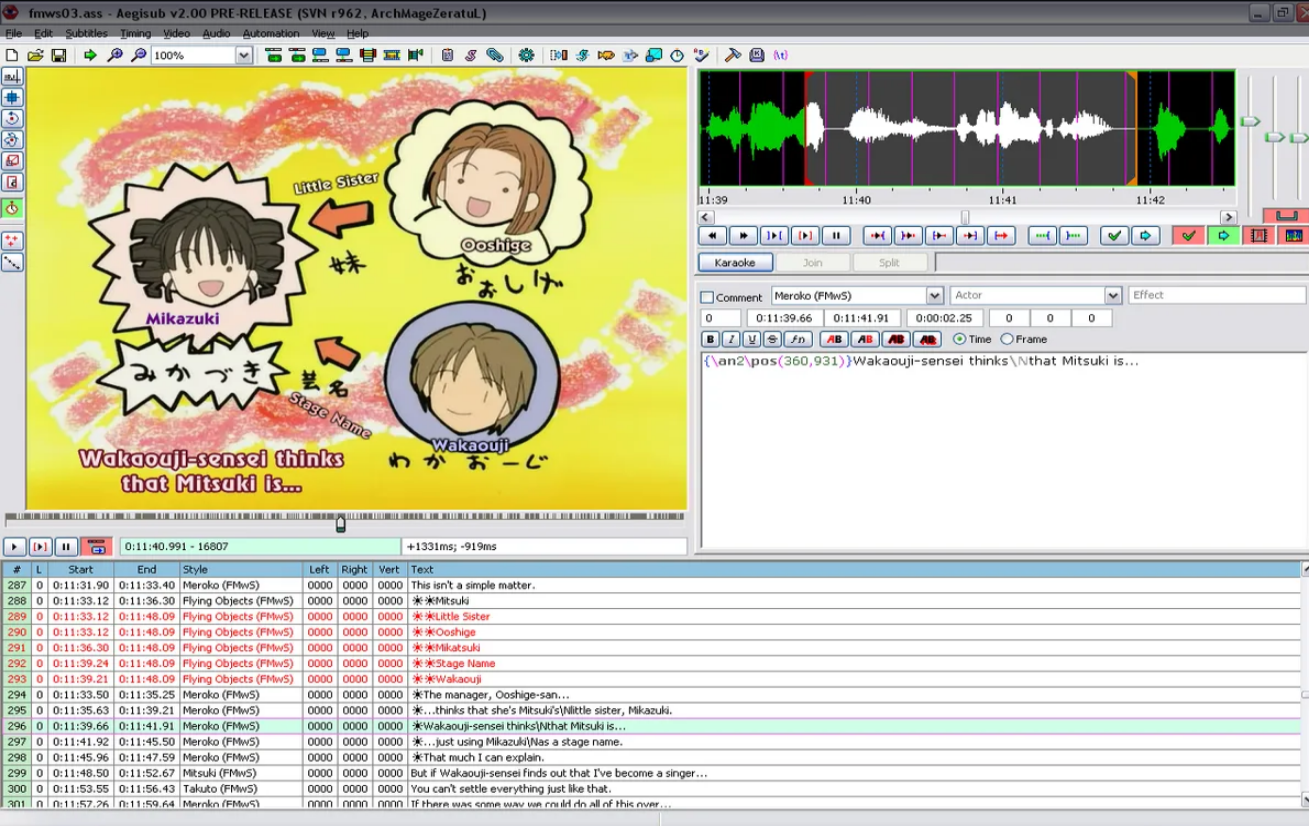 fmws03.ass - Aegisub v2.00 PRE-RELEASE (SVN r962, ArchMageZeratuL)
File Edit Subtitles Timing Video Audio Automation View Help
100%
Little Sister
Ooshige
妹
おおしげ
Mikazuki
みかづき
芸名
Stage Name
Wakaouji
わかおーじ
Wakaouji-sensei thinks
that Mitsuki is...
11:39 11:40 11:41 11:42
Karaoke Join Split
Comment Meroko (FMwS) Actor Effect
0 0:11:39.66 0:11:41.91 0:00:02.25 0 0 0
B I U S fn AB AB AB AB Time Frame
{\an2\pos(360,931)}Wakaouji-sensei thinks\Nthat Mitsuki is...
0:11:40.991 - 16807 +1331ms; -919ms
# L Start End Style Left Right Vert Text
287 0 0:11:31.90 0:11:33.40 Meroko (FMwS) 0000 0000 0000 This isn't a simple matter.
288 0 0:11:33.12 0:11:36.30 Flying Objects (FMwS) 0000 0000 0000 ☀☀Mitsuki
289 0 0:11:33.12 0:11:48.09 Flying Objects (FMwS) 0000 0000 0000 ☀☀Little Sister
290 0 0:11:33.12 0:11:48.09 Flying Objects (FMwS) 0000 0000 0000 ☀☀Ooshige
291 0 0:11:36.30 0:11:48.09 Flying Objects (FMwS) 0000 0000 0000 ☀☀Mikatsuki
292 0 0:11:39.24 0:11:48.09 Flying Objects (FMwS) 0000 0000 0000 ☀☀Stage Name
293 0 0:11:39.21 0:11:48.09 Flying Objects (FMwS) 0000 0000 0000 ☀☀Wakaouji
294 0 0:11:33.50 0:11:35.25 Meroko (FMwS) 0000 0000 0000 ☀The manager, Ooshige-san...
295 0 0:11:35.63 0:11:39.21 Meroko (FMwS) 0000 0000 0000 ☀...thinks that she's Mitsuki's\Nlittle sister, Mikazuki.
296 0 0:11:39.66 0:11:41.91 Meroko (FMwS) 0000 0000 0000 ☀Wakaouji-sensei thinks\Nthat Mitsuki is...
297 0 0:11:41.92 0:11:45.50 Meroko (FMwS) 0000 0000 0000 ☀...just using Mikazuki\Nas a stage name.
298 0 0:11:45.96 0:11:47.59 Meroko (FMwS) 0000 0000 0000 ☀That much I can explain.
299 0 0:11:48.50 0:11:52.67 Mitsuki (FMwS) 0000 0000 0000 But if Wakaouji-sensei finds out that I've become a singer...
300 0 0:11:53.55 0:11:56.43 Takuto (FMwS) 0000 0000 0000 You can't settle everything just like that.
301 0 0:11:57.26 0:11:59.64 Meroko (FMwS) 0000 0000 0000 If there was some way we could do all of this over...